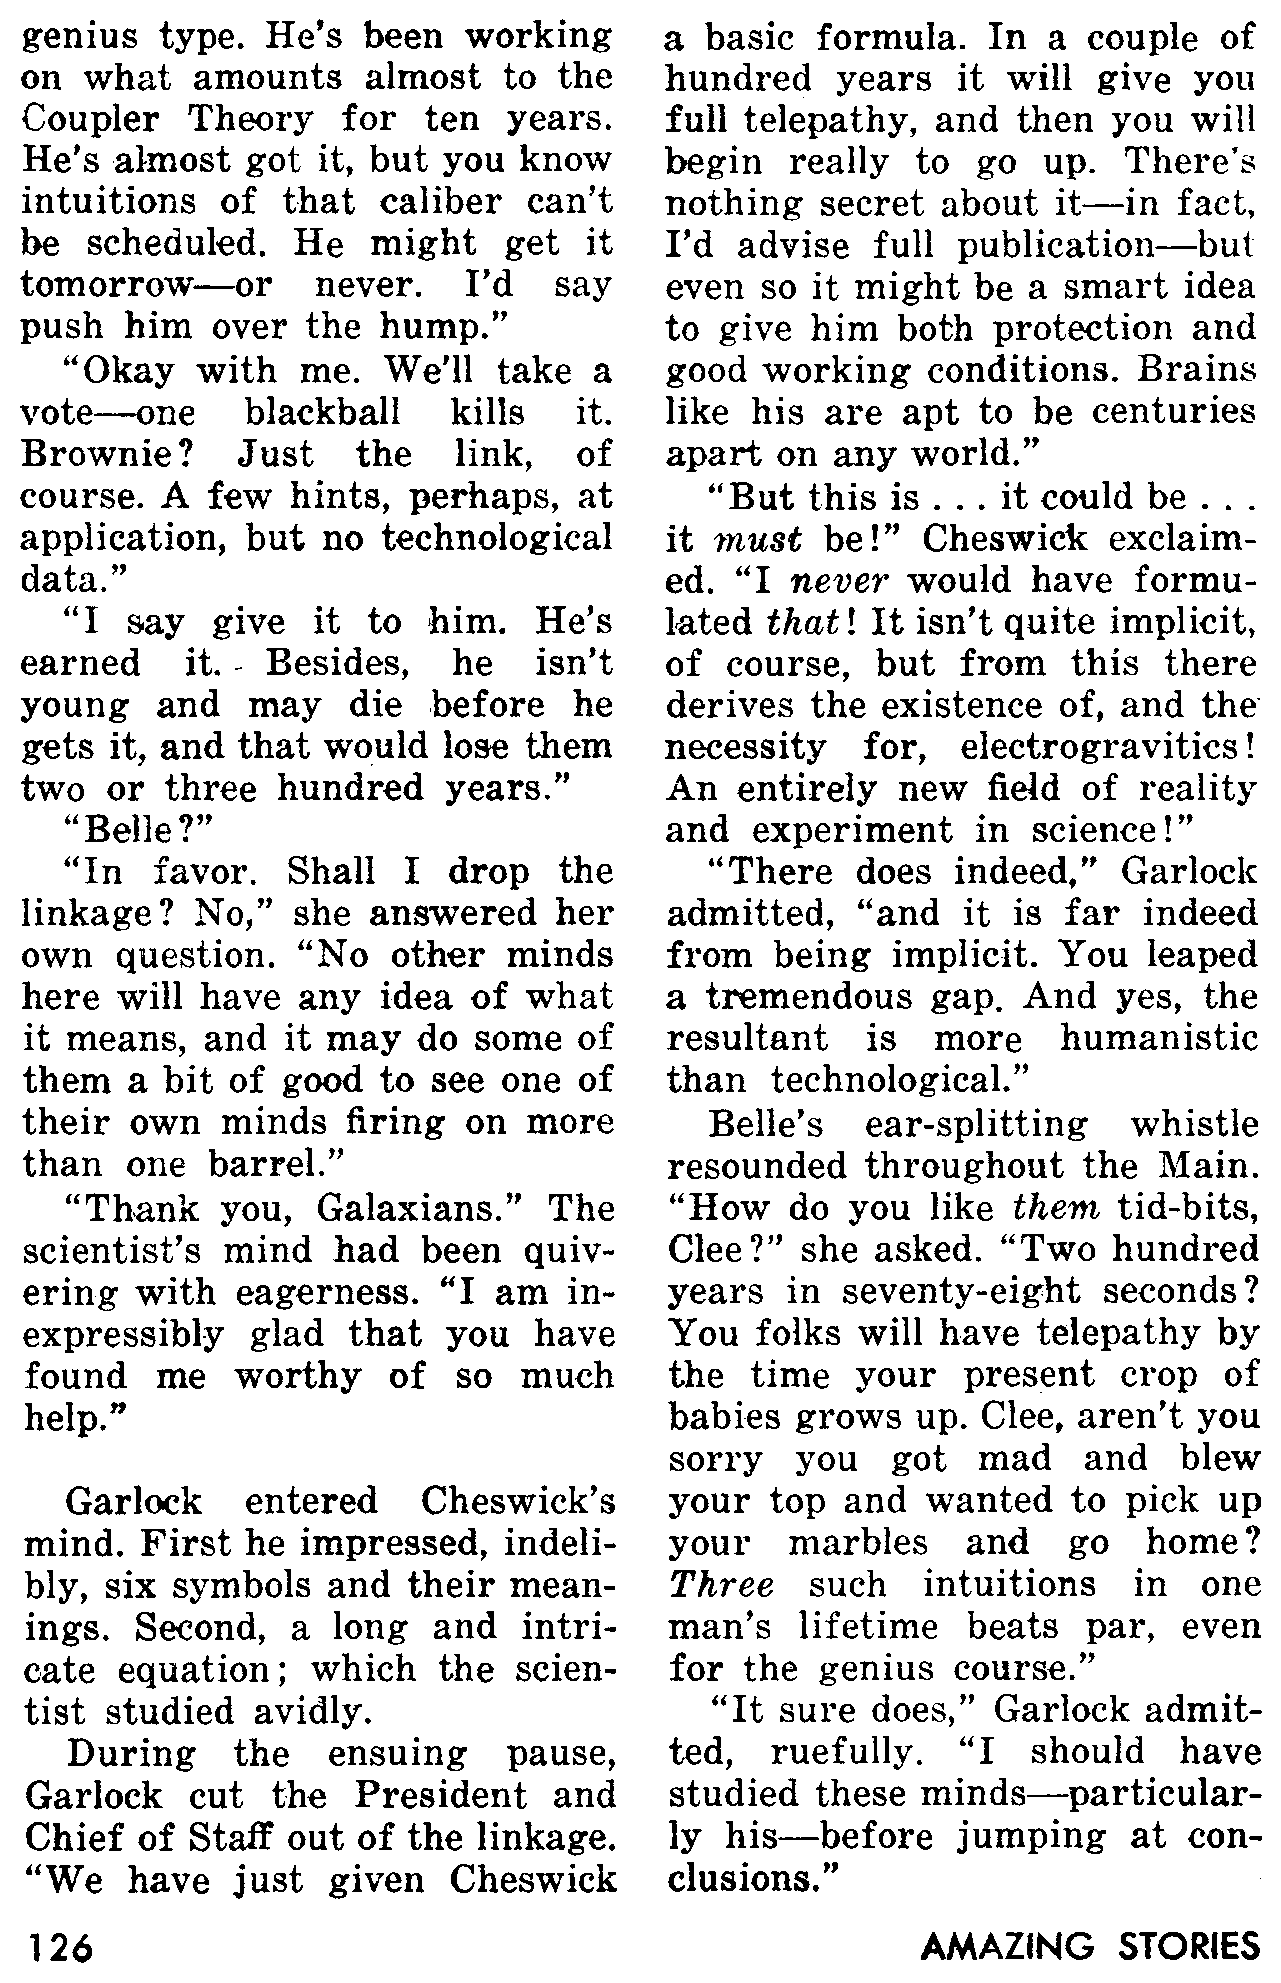 genius type. He's been working
on what amounts almost to the
Coupler Theory for ten years.
He's almost got it, but you know
intuitions of that caliber can't
be scheduled. He might get it
tomorrow—or never. I'd say
push him over the hump."
"Okay with me. We'll take a
vote—one blackball kills it.
Brownie? Just the link, of
course. A few hints, perhaps, at
application, but no technological
data."
"I say give it to him. He's
earned it. - Besides, he isn't
young and may die before he
gets it, and that would lose them
two or three hundred years."
"Belle?"
"In favor. Shall I drop the
linkage? No," she answered her
own question. "No other minds
here will have any idea of what
it means, and it may do some of
them a bit of good to see one of
their own minds firing on more
than one barrel."
"Thank you, Galaxians." The
scientist's mind had been quiv-
ering with eagerness. "I am in-
expressibly glad that you have
found me worthy of so much
help."
Garlock entered Cheswick's
mind. First he impressed, indeli-
bly, six symbols and their mean-
ings. Second, a long and intri-
cate equation; which the scien-
tist studied avidly.
During the ensuing pause,
Garlock cut the President and
Chief of Staff out of the linkage.
"We have just given Cheswick
a basic formula. In a couple of
hundred years it will give you
full telepathy, and then you will
begin really to go up. There's
nothing secret about it—in fact,
I'd advise full publication—but
even so it might be a smart idea
to give him both protection and
good working conditions. Brains
like his are apt to be centuries
apart on any world."
"But this is . . . it could be . . .
it must be!" Cheswick exclaim-
ed. "I never would have formu-
lated that! It isn't quite implicit,
of course, but from this there
derives the existence of, and the
necessity for, electrogravitics!
An entirely new field of reality
and experiment in science!"
"There does indeed," Garlock
admitted, "and it is far indeed
from being implicit. You leaped
a tremendous gap. And yes, the
resultant is more humanistic
than technological."
Belle's ear-splitting whistle
resounded throughout the Main.
"How do you like them tid-bits,
Clee?" she asked. "Two hundred
years in seventy-eight seconds?
You folks will have telepathy by
the time your present crop of
babies grows up. Clee, aren't you
sorry you got mad and blew
your top and wanted to pick up
your marbles and go home?
Three such intuitions in one
man's lifetime beats par, even
for the genius course."
"It sure does," Garlock admit-
ted, ruefully. "I should have
studied these minds—particular-
ly his—before jumping at con-
clusions."
126 AMAZING STORIES